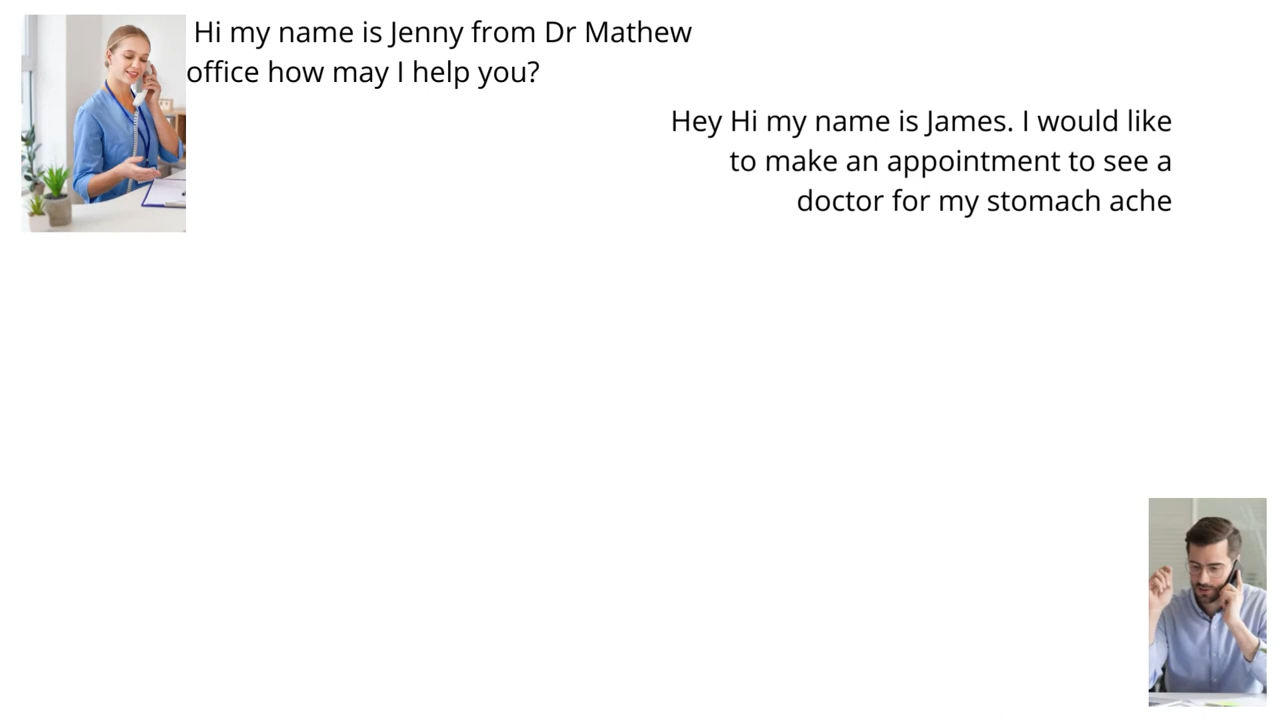 Hi my name is Jenny from Dr Mathew
office how may I help you?
Hey Hi my name is James. I would like
to make an appointment to see a
doctor for my stomach ache